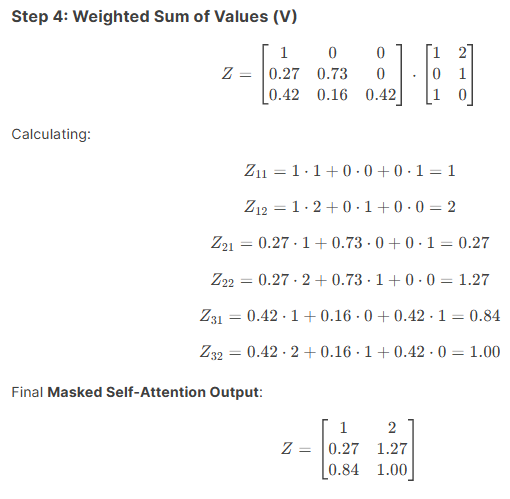 Step 4: Weighted Sum of Values (V)
Z = [1 0 0; 0.27 0.73 0; 0.42 0.16 0.42] · [1 2; 0 1; 1 0]
Calculating:
Z₁₁ = 1 · 1 + 0 · 0 + 0 · 1 = 1
Z₁₂ = 1 · 2 + 0 · 1 + 0 · 0 = 2
Z₂₁ = 0.27 · 1 + 0.73 · 0 + 0 · 1 = 0.27
Z₂₂ = 0.27 · 2 + 0.73 · 1 + 0 · 0 = 1.27
Z₃₁ = 0.42 · 1 + 0.16 · 0 + 0.42 · 1 = 0.84
Z₃₂ = 0.42 · 2 + 0.16 · 1 + 0.42 · 0 = 1.00
Final Masked Self-Attention Output:
Z = [1 2; 0.27 1.27; 0.84 1.00]